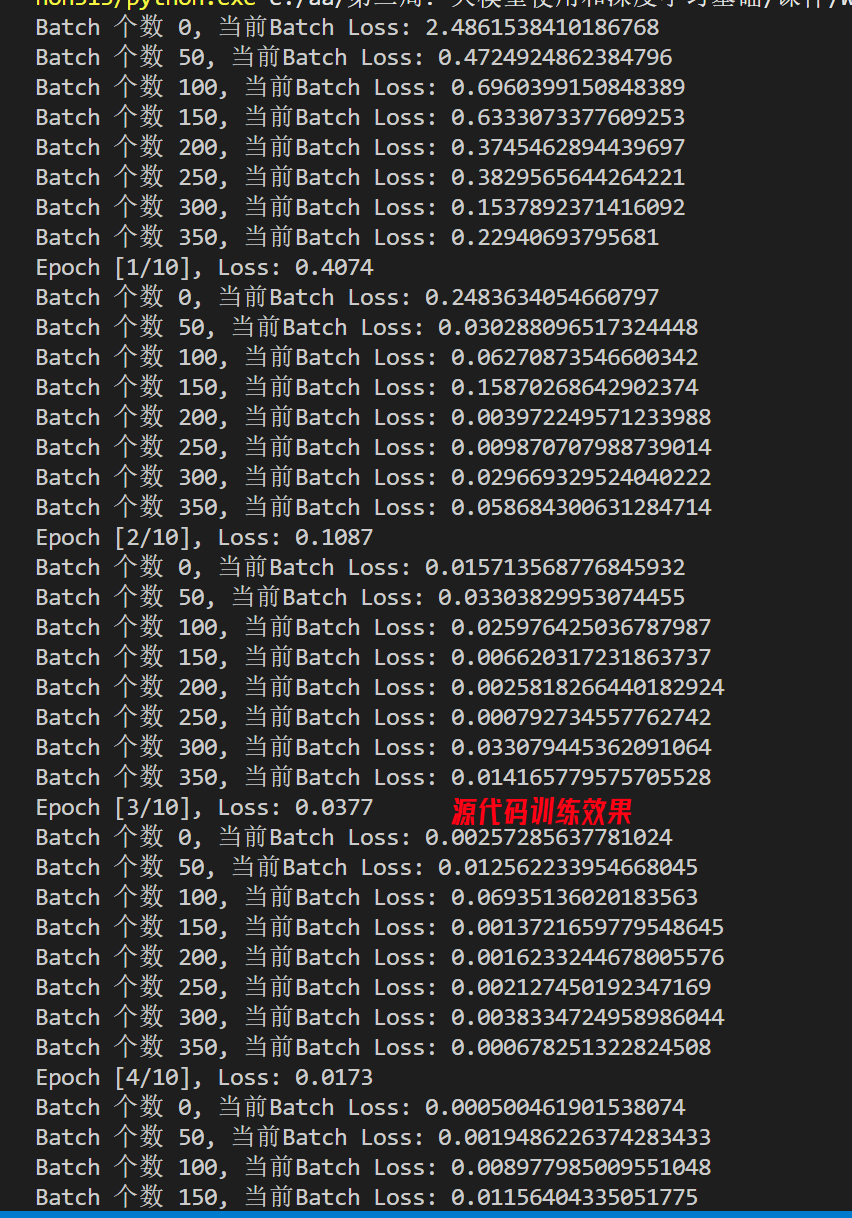 Batch 个数 0, 当前Batch Loss: 2.4861538410186768
Batch 个数 50, 当前Batch Loss: 0.4724924862384796
Batch 个数 100, 当前Batch Loss: 0.6960399150848389
Batch 个数 150, 当前Batch Loss: 0.6333073377609253
Batch 个数 200, 当前Batch Loss: 0.3745462894439697
Batch 个数 250, 当前Batch Loss: 0.3829565644264221
Batch 个数 300, 当前Batch Loss: 0.1537892371416092
Batch 个数 350, 当前Batch Loss: 0.22940693795681
Epoch [1/10], Loss: 0.4074
Batch 个数 0, 当前Batch Loss: 0.2483634054660797
Batch 个数 50, 当前Batch Loss: 0.030288096517324448
Batch 个数 100, 当前Batch Loss: 0.06270873546600342
Batch 个数 150, 当前Batch Loss: 0.15870268642902374
Batch 个数 200, 当前Batch Loss: 0.003972249571233988
Batch 个数 250, 当前Batch Loss: 0.009870707988739014
Batch 个数 300, 当前Batch Loss: 0.029669329524040222
Batch 个数 350, 当前Batch Loss: 0.058684300631284714
Epoch [2/10], Loss: 0.1087
Batch 个数 0, 当前Batch Loss: 0.015713568776845932
Batch 个数 50, 当前Batch Loss: 0.03303829953074455
Batch 个数 100, 当前Batch Loss: 0.025976425036787987
Batch 个数 150, 当前Batch Loss: 0.006620317231863737
Batch 个数 200, 当前Batch Loss: 0.0025818266440182924
Batch 个数 250, 当前Batch Loss: 0.000792734557762742
Batch 个数 300, 当前Batch Loss: 0.033079445362091064
Batch 个数 350, 当前Batch Loss: 0.014165779575705528
Epoch [3/10], Loss: 0.0377 源代码训练效果
Batch 个数 0, 当前Batch Loss: 0.00257285637781024
Batch 个数 50, 当前Batch Loss: 0.012562233954668045
Batch 个数 100, 当前Batch Loss: 0.06935136020183563
Batch 个数 150, 当前Batch Loss: 0.0013721659779548645
Batch 个数 200, 当前Batch Loss: 0.0016233244678005576
Batch 个数 250, 当前Batch Loss: 0.002127450192347169
Batch 个数 300, 当前Batch Loss: 0.0038334724958986044
Batch 个数 350, 当前Batch Loss: 0.000678251322824508
Epoch [4/10], Loss: 0.0173
Batch 个数 0, 当前Batch Loss: 0.000500461901538074
Batch 个数 50, 当前Batch Loss: 0.0019486226374283433
Batch 个数 100, 当前Batch Loss: 0.008977985009551048
Batch 个数 150, 当前Batch Loss: 0.01156404335051775